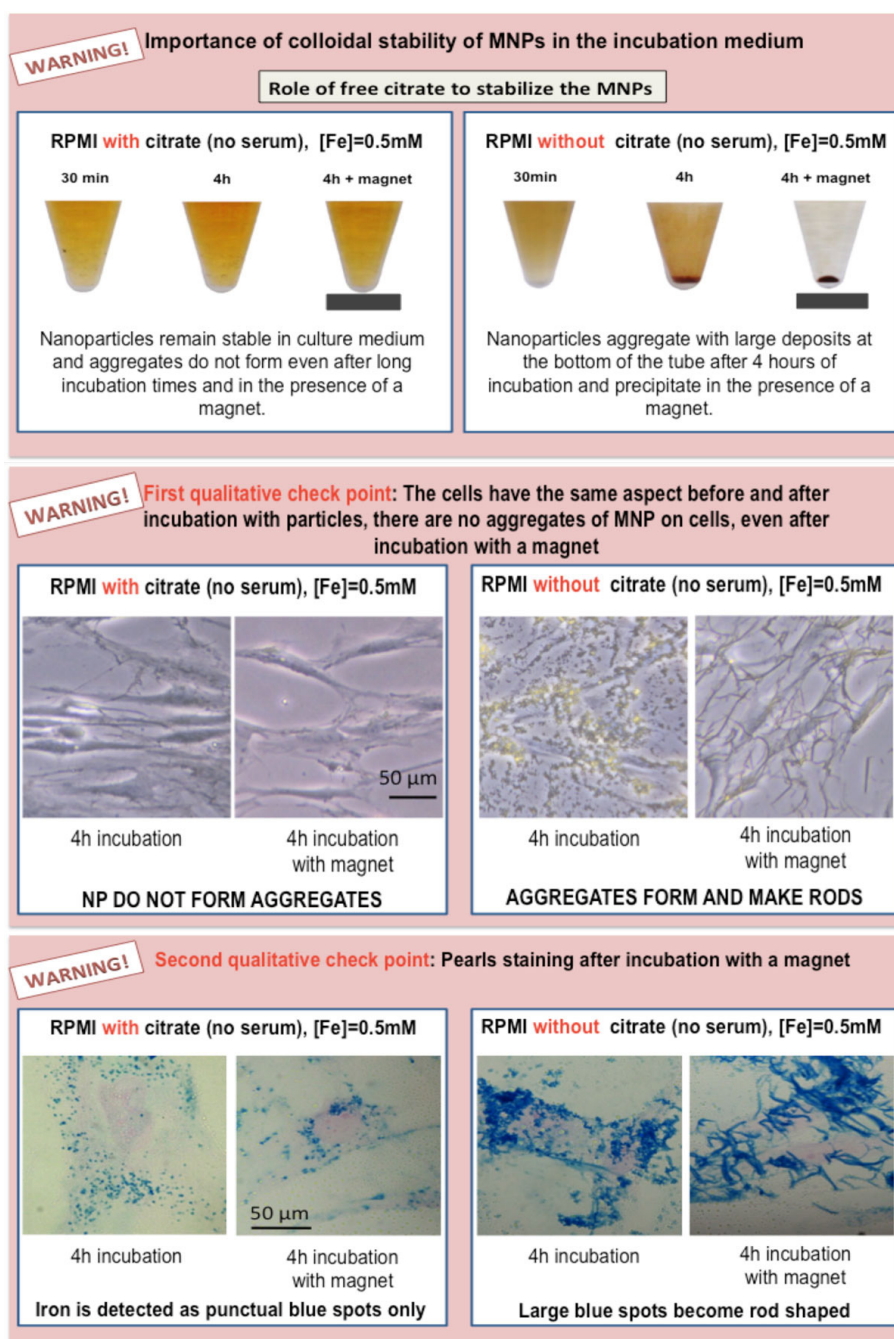 WARNING!
Importance of colloidal stability of MNPs in the incubation medium
Role of free citrate to stabilize the MNPs
RPMI with citrate (no serum), [Fe]=0.5mM
30 min
4h
4h + magnet
Nanoparticles remain stable in culture medium
and aggregates do not form even after long
incubation times and in the presence of a
magnet.
RPMI without citrate (no serum), [Fe]=0.5mM
30min
4h
4h + magnet
Nanoparticles aggregate with large deposits at
the bottom of the tube after 4 hours of
incubation and precipitate in the presence of a
magnet.
WARNING!
First qualitative check point: The cells have the same aspect before and after
incubation with particles, there are no aggregates of MNP on cells, even after
incubation with a magnet
RPMI with citrate (no serum), [Fe]=0.5mM
50 µm
4h incubation
4h incubation
with magnet
NP DO NOT FORM AGGREGATES
RPMI without citrate (no serum), [Fe]=0.5mM
4h incubation
4h incubation
with magnet
AGGREGATES FORM AND MAKE RODS
WARNING!
Second qualitative check point: Pearls staining after incubation with a magnet
RPMI with citrate (no serum), [Fe]=0.5mM
50 µm
4h incubation
4h incubation
with magnet
Iron is detected as punctual blue spots only
RPMI without citrate (no serum), [Fe]=0.5mM
4h incubation
4h incubation
with magnet
Large blue spots become rod shaped